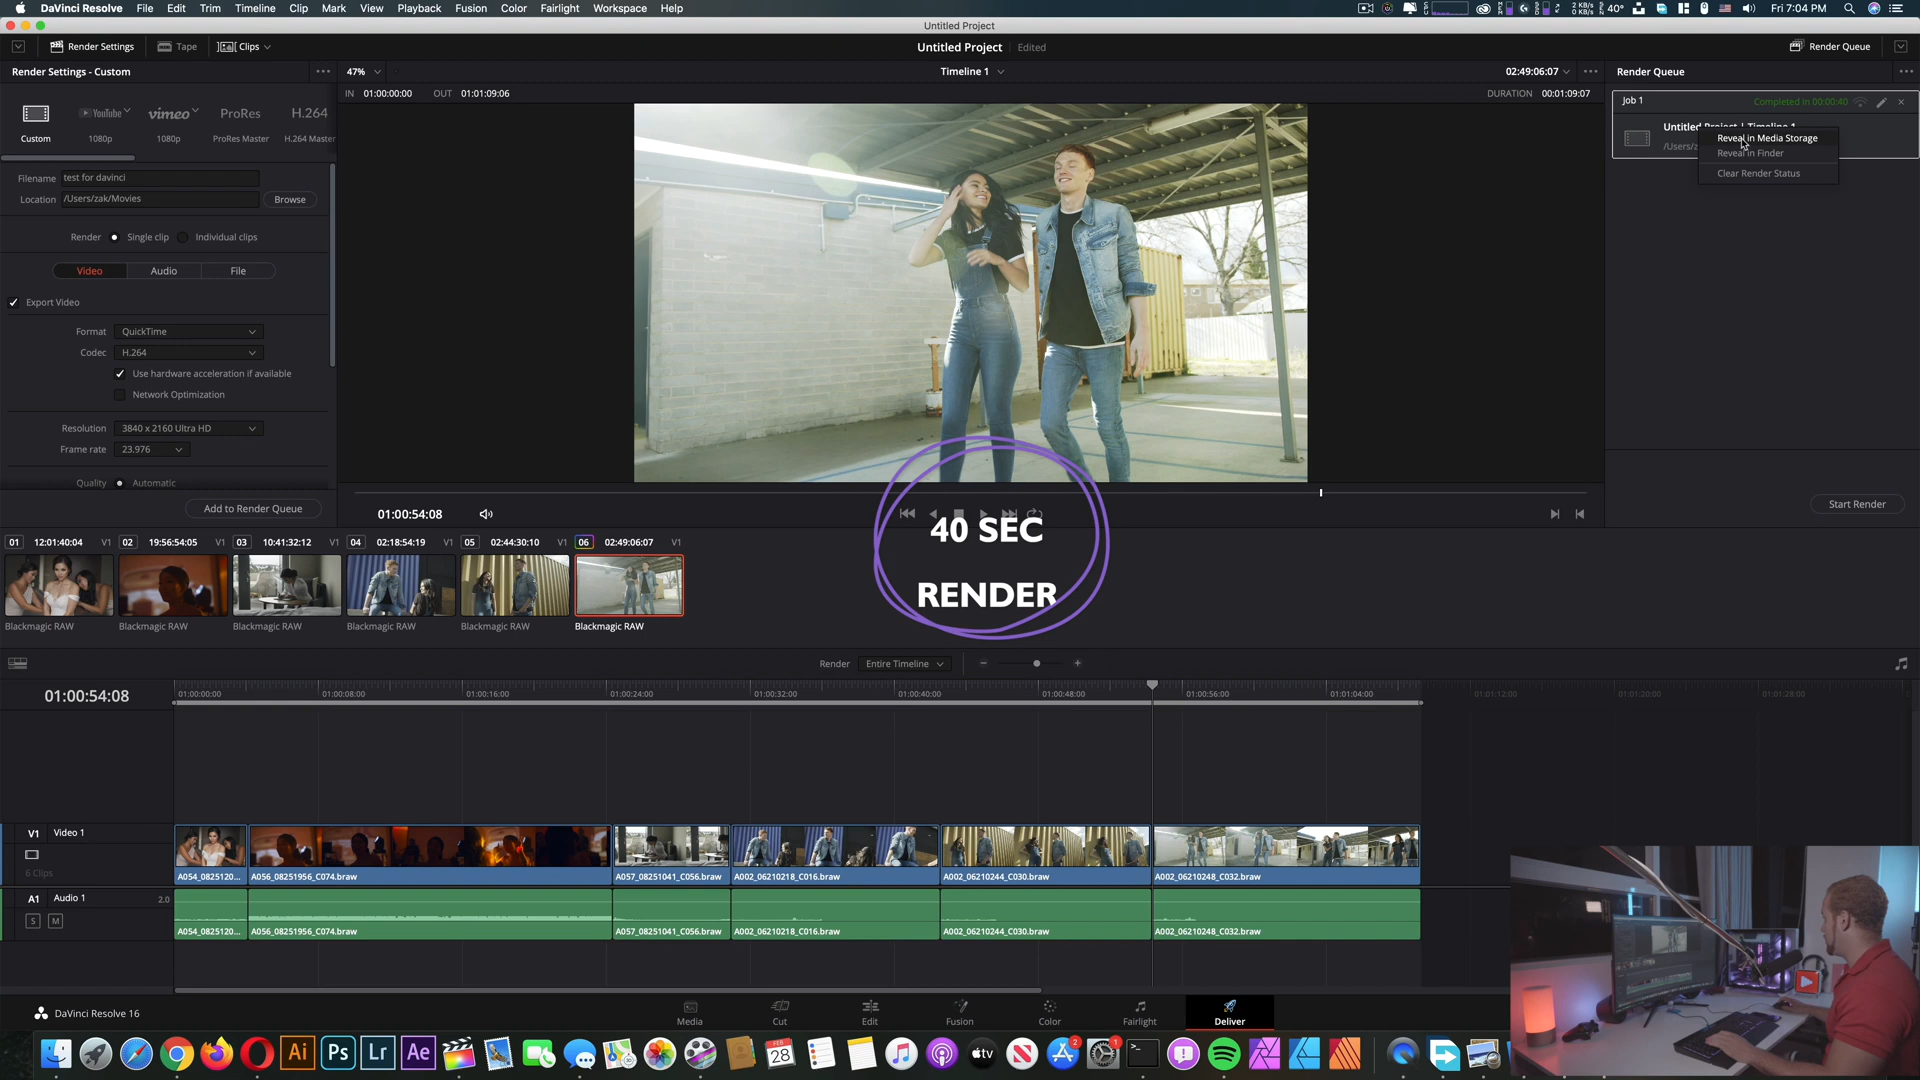 DaVinci Resolve File Edit Trim Timeline Clip Mark View Playback Fusion Color Fairlight Workspace Help
2 KB/s
0 KB/s
40° Fri 7:04 PM
Untitled Project
Render Settings Tape Clips
Untitled Project Edited
Render Queue
Render Settings - Custom
47%
Timeline 1
02:49:06:07
Render Queue
IN 01:00:00:00 OUT 01:01:09:06
DURATION 00:01:09:07
Custom
YouTube
1080p
vimeo
1080p
ProRes
ProRes Master
H.264
H.264 Master
Job 1
Completed in 00:00:40
Untitled Project | Timeline 1
/Users/z
Reveal in Media Storage
Reveal in Finder
Clear Render Status
Filename test for davinci
Location /Users/zak/Movies Browse
Render Single clip Individual clips
Video Audio File
Export Video
Format QuickTime
Codec H.264
Use hardware acceleration if available
Network Optimization
Resolution 3840 x 2160 Ultra HD
Frame rate 23.976
Quality Automatic
Add to Render Queue
01:00:54:08
Start Render
40 SEC
RENDER
01 12:01:40:04 V1
02 19:56:54:05 V1
03 10:41:32:12 V1
04 02:18:54:19 V1
05 02:44:30:10 V1
06 02:49:06:07 V1
Blackmagic RAW
Blackmagic RAW
Blackmagic RAW
Blackmagic RAW
Blackmagic RAW
Blackmagic RAW
Render Entire Timeline
01:00:54:08
01:00:00:00 01:00:08:00 01:00:16:00 01:00:24:00 01:00:32:00 01:00:40:00 01:00:48:00 01:00:56:00 01:01:04:00 01:01:12:00 01:01:20:00 01:01:28:00
V1 Video 1
6 Clips
A054_0825120... A056_08251956_C074.braw A057_08251041_C056.braw A002_06210218_C016.braw A002_06210244_C030.braw A002_06210248_C032.braw
A1 Audio 1 2.0
S M
A054_0825120... A056_08251956_C074.braw A057_08251041_C056.braw A002_06210218_C016.braw A002_06210244_C030.braw A002_06210248_C032.braw
DaVinci Resolve 16
Media Cut Edit Fusion Color Fairlight Deliver
Ai Ps Lr Ae
FEB
28
tv
2
1